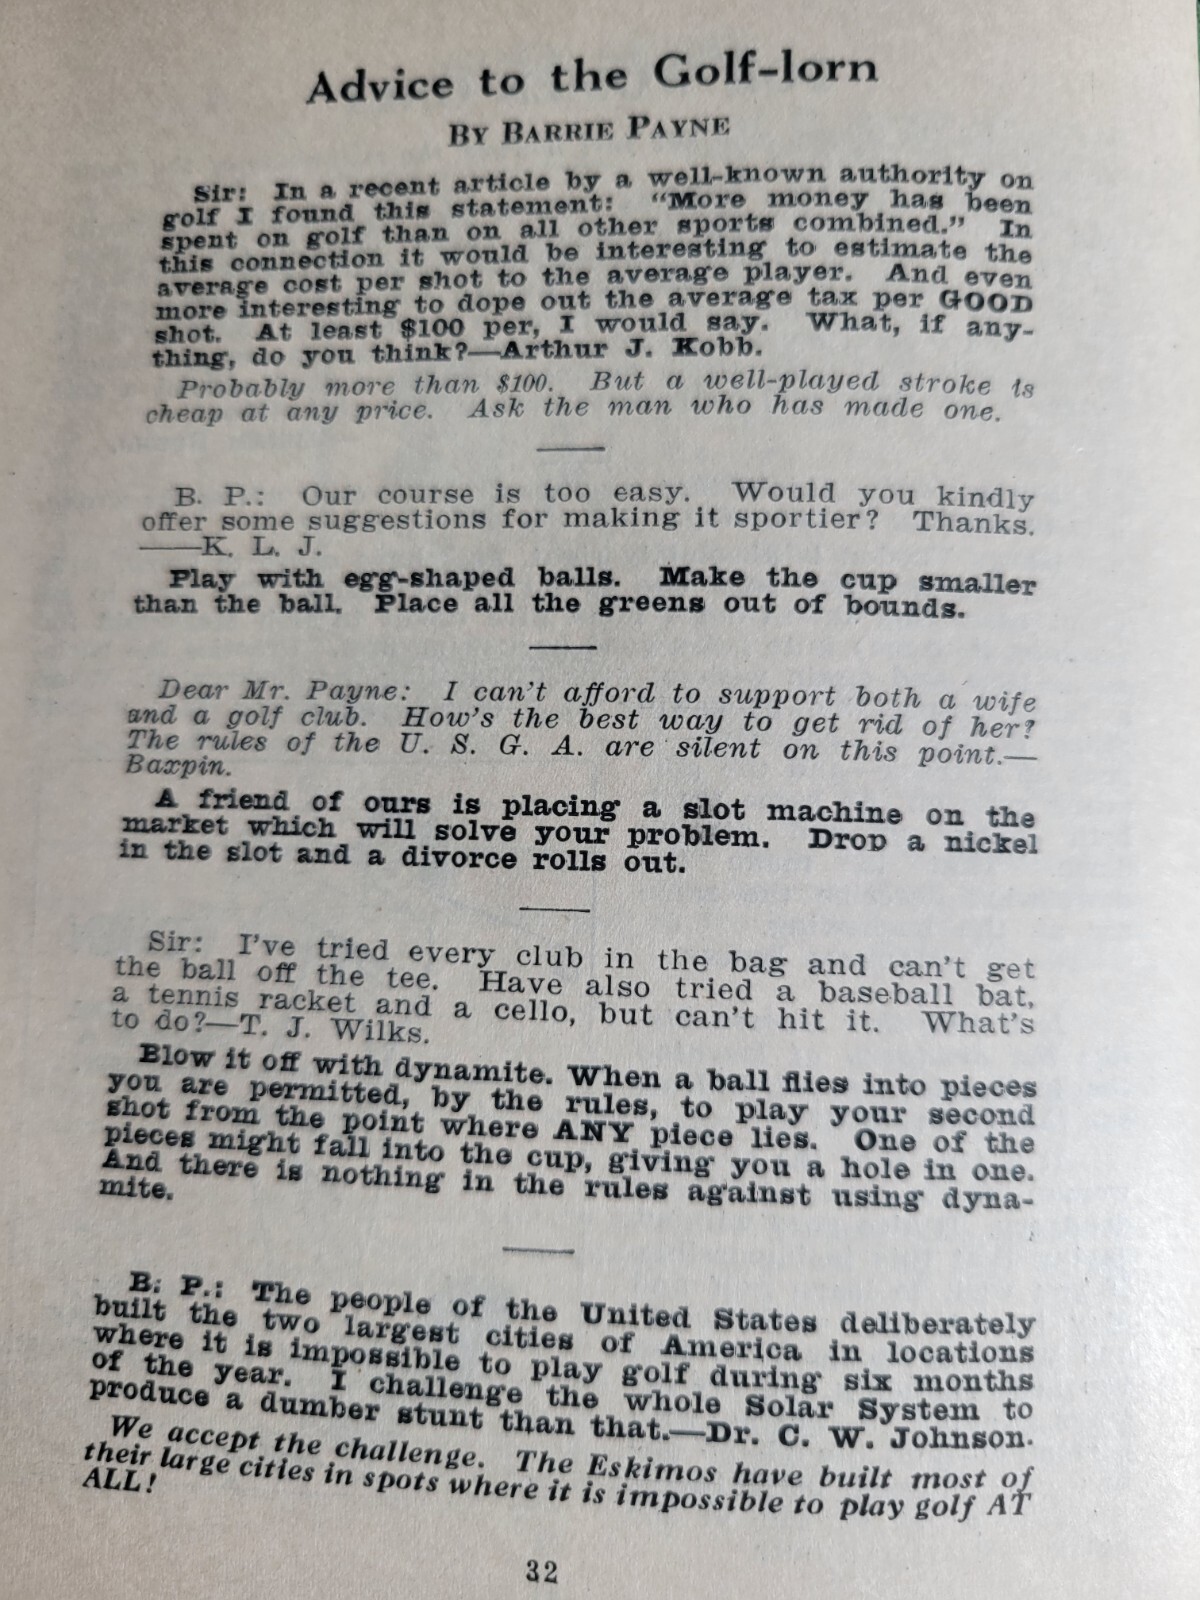 Advice to the Golf-lorn
BY BARRIE PAYNE
Sir: In a recent article by a well-known authority on
golf I found this statement: “More money has been
spent on golf than on all other sports combined.” In
this connection it would be interesting to estimate the
average cost per shot to the average player. And even
more interesting to dope out the average tax per GOOD
shot. At least $100 per, I would say. What, if any-
thing, do you think?—Arthur J. Kobb.
Probably more than $100. But a well-played stroke is
cheap at any price. Ask the man who has made one.
B. P.: Our course is too easy. Would you kindly
offer some suggestions for making it sportier? Thanks.
——K. L. J.
Play with egg-shaped balls. Make the cup smaller
than the ball. Place all the greens out of bounds.
Dear Mr. Payne: I can't afford to support both a wife
and a golf club. How's the best way to get rid of her?
The rules of the U. S. G. A. are silent on this point.—
Baxpin.
A friend of ours is placing a slot machine on the
market which will solve your problem. Drop a nickel
in the slot and a divorce rolls out.
Sir: I've tried every club in the bag and can't get
the ball off the tee. Have also tried a baseball bat,
a tennis racket and a cello, but can't hit it. What's
to do?—T. J. Wilks.
Blow it off with dynamite. When a ball flies into pieces
you are permitted, by the rules, to play your second
shot from the point where ANY piece lies. One of the
pieces might fall into the cup, giving you a hole in one.
And there is nothing in the rules against using dyna-
mite.
B. P.: The people of the United States deliberately
built the two largest cities of America in locations
where it is impossible to play golf during six months
of the year. I challenge the whole Solar System to
produce a dumber stunt than that.—Dr. C. W. Johnson.
We accept the challenge. The Eskimos have built most of
their large cities in spots where it is impossible to play golf AT
ALL!
32